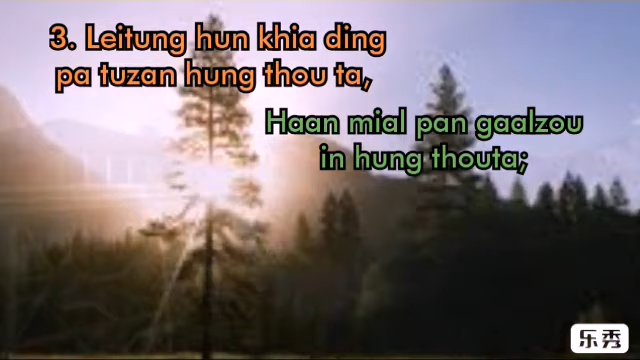 3. Leitung hun khia ding
pa tuzan hung thou ta,
Haan mial pan gaalzou
in hung thouta;
乐秀